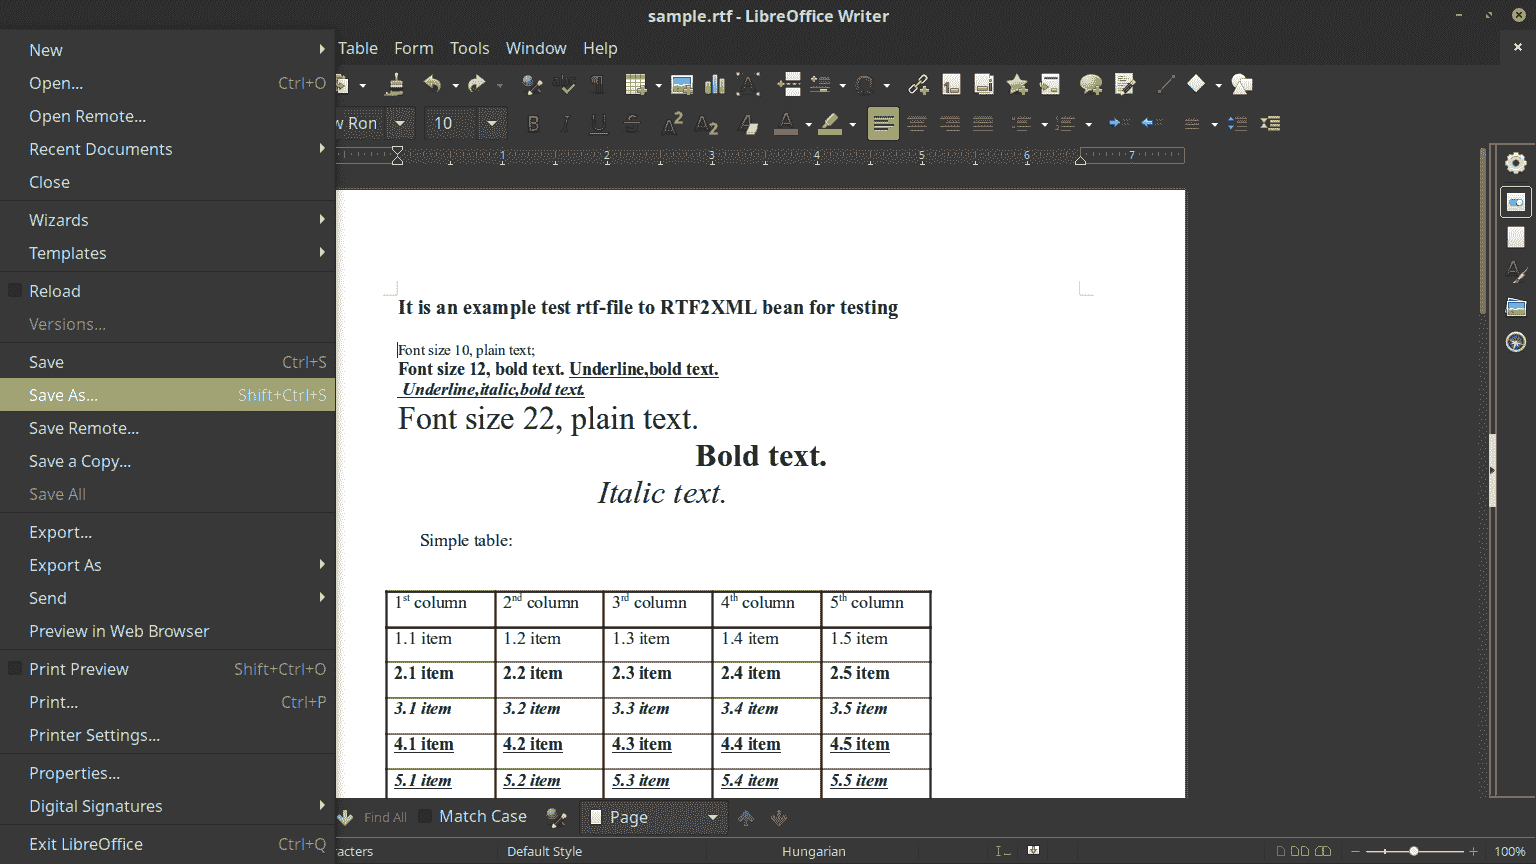 sample.rtf - LibreOffice Writer
Table Form Tools Window Help
New
Open... Ctrl+O
Open Remote...
Recent Documents
Close
Wizards
Templates
Reload
Versions...
Save Ctrl+S
Save As... Shift+Ctrl+S
Save Remote...
Save a Copy...
Save All
Export...
Export As
Send
Preview in Web Browser
Print Preview Shift+Ctrl+O
Print... Ctrl+P
Printer Settings...
Properties...
Digital Signatures
Exit LibreOffice Ctrl+Q
w Ron 10
1 2 3 4 5 6 7
It is an example test rtf-file to RTF2XML bean for testing
Font size 10, plain text;
Font size 12, bold text. Underline,bold text.
Underline,italic,bold text.
Font size 22, plain text.
Bold text.
Italic text.
Simple table:
1st column 2nd column 3rd column 4th column 5th column
1.1 item 1.2 item 1.3 item 1.4 item 1.5 item
2.1 item 2.2 item 2.3 item 2.4 item 2.5 item
3.1 item 3.2 item 3.3 item 3.4 item 3.5 item
4.1 item 4.2 item 4.3 item 4.4 item 4.5 item
5.1 item 5.2 item 5.3 item 5.4 item 5.5 item
Find All Match Case Page
racters Default Style Hungarian 100%